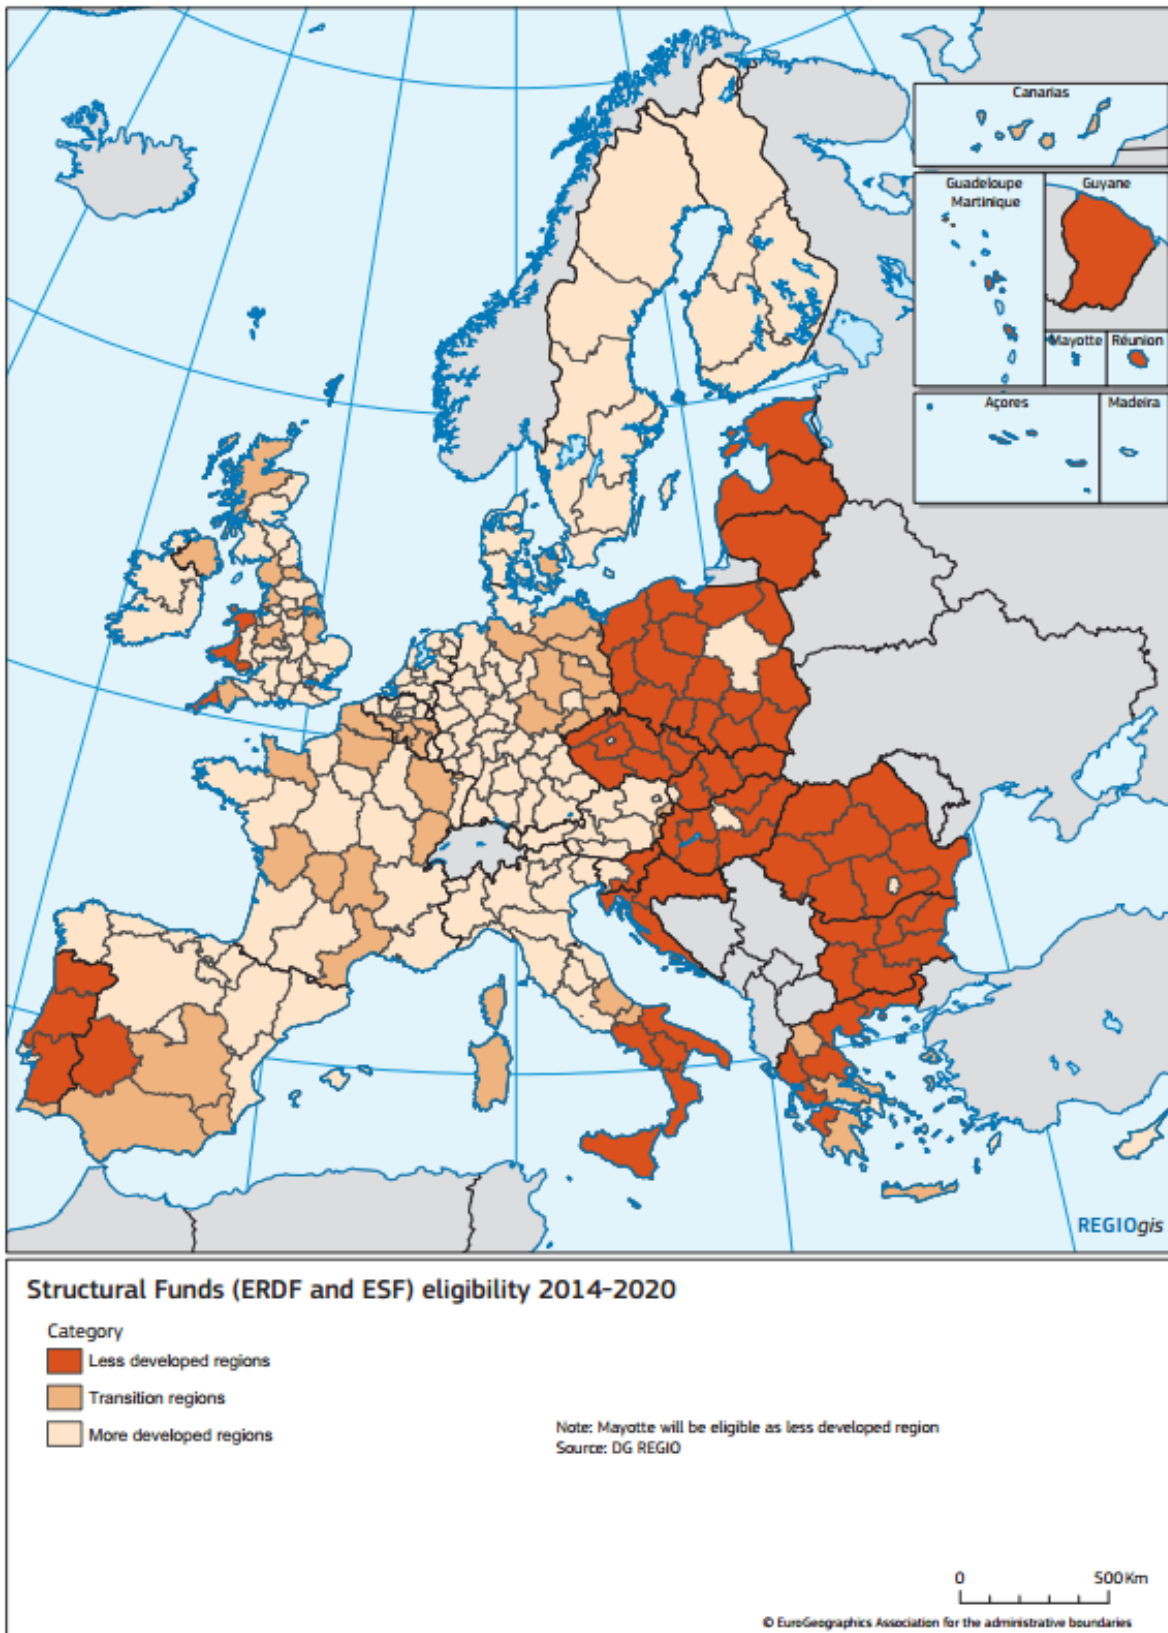 Canarias
Guadeloupe
Martinique
Guyane
Mayotte
Réunion
Açores
Madeira
REGIOgis
Structural Funds (ERDF and ESF) eligibility 2014-2020
Category
Less developed regions
Transition regions
More developed regions
Note: Mayotte will be eligible as less developed region
Source: DG REGIO
0 500 Km
© EuroGeographics Association for the administrative boundaries